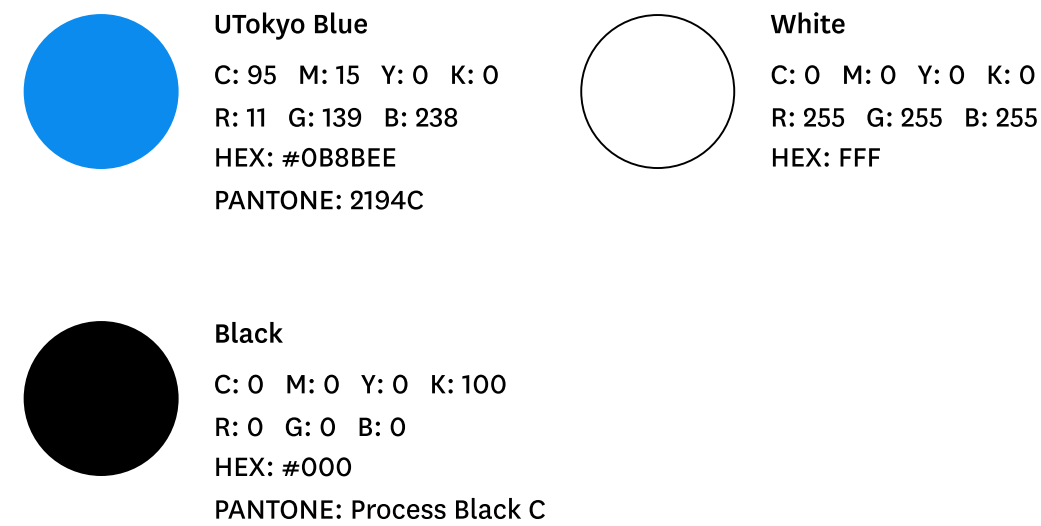 UTokyo Blue
C: 95 M: 15 Y: 0 K: 0
R: 11 G: 139 B: 238
HEX: #0B8BEE
PANTONE: 2194C
White
C: 0 M: 0 Y: 0 K: 0
R: 255 G: 255 B: 255
HEX: FFF
Black
C: 0 M: 0 Y: 0 K: 100
R: 0 G: 0 B: 0
HEX: #000
PANTONE: Process Black C